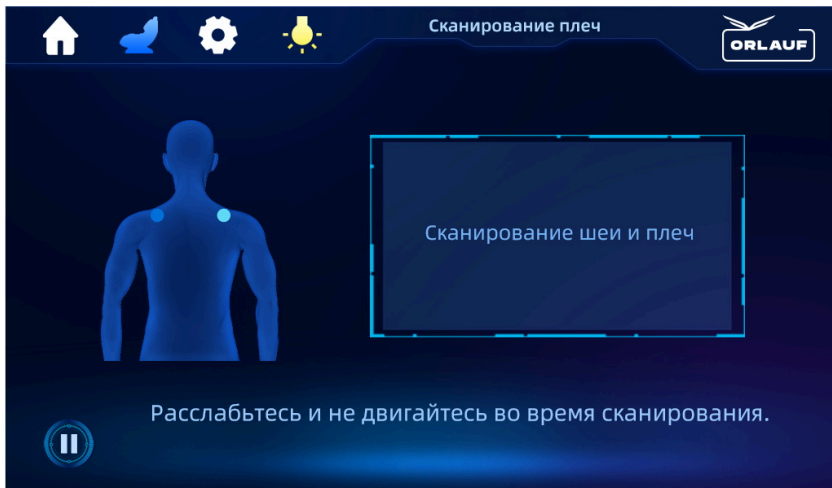 Сканирование плеч
ORLAUF
Сканирование шеи и плеч
Расслабьтесь и не двигайтесь во время сканирования.